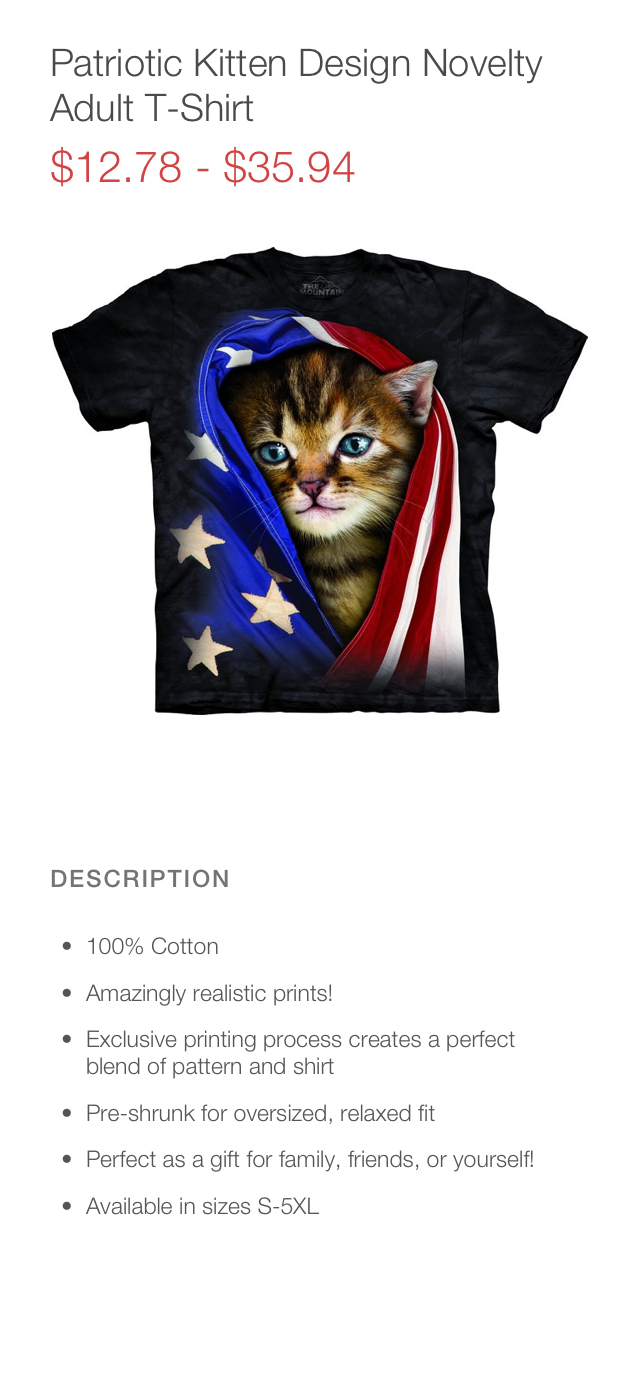 Patriotic Kitten Design Novelty
Adult T-Shirt
$12.78 - $35.94
THE
MOUNTAIN
DESCRIPTION
• 100% Cotton
• Amazingly realistic prints!
• Exclusive printing process creates a perfect
blend of pattern and shirt
• Pre-shrunk for oversized, relaxed fit
• Perfect as a gift for family, friends, or yourself!
• Available in sizes S-5XL